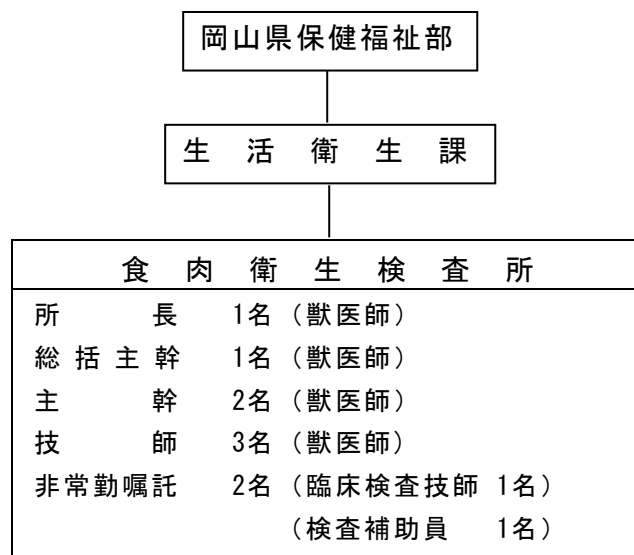 岡山県保健福祉部
生活衛生課
食肉衛生検査所
所長 1名 (獣医師)
総括主幹 1名 (獣医師)
主幹 2名 (獣医師)
技師 3名 (獣医師)
非常勤嘱託 2名 (臨床検査技師 1名)
(検査補助員 1名)